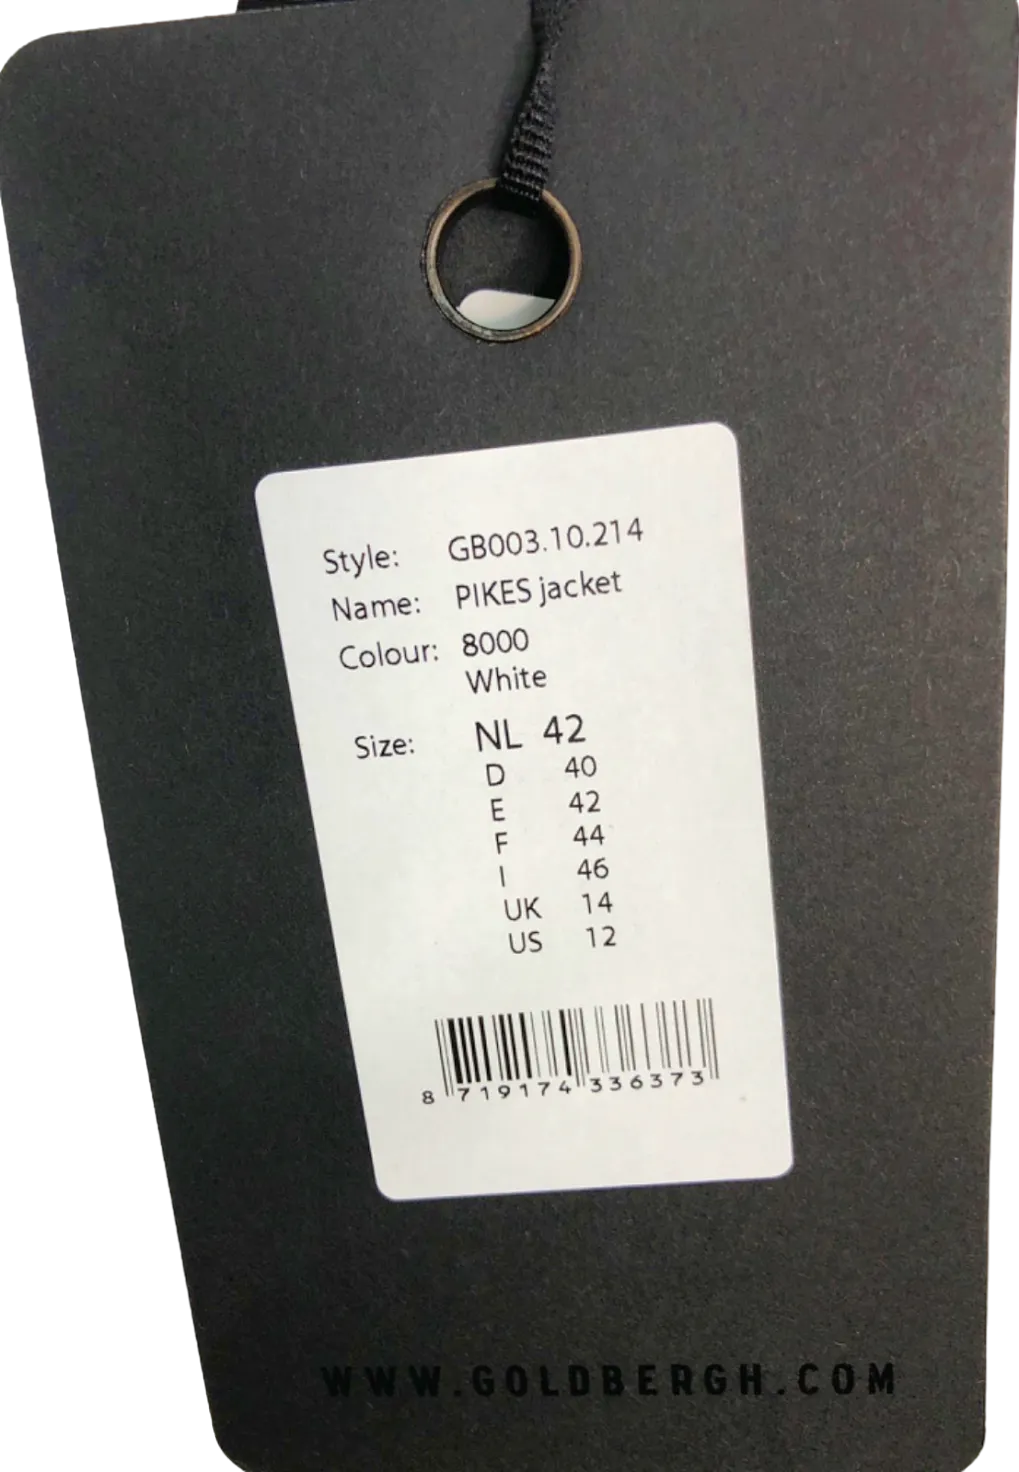 Style: GB003.10.214
Name: PIKES jacket
Colour: 8000
White
Size: NL 42
D 40
E 42
F 44
I 46
UK 14
US 12
8 719174 336373
WWW.GOLDBERGH.COM